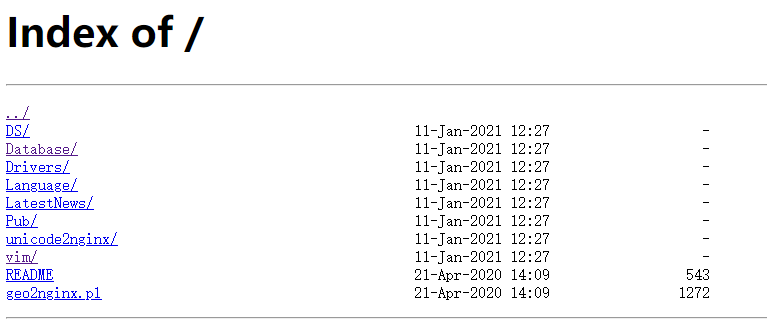 Index of /
../
DS/ 11-Jan-2021 12:27 -
Database/ 11-Jan-2021 12:27 -
Drivers/ 11-Jan-2021 12:27 -
Language/ 11-Jan-2021 12:27 -
LatestNews/ 11-Jan-2021 12:27 -
Pub/ 11-Jan-2021 12:27 -
unicode2nginx/ 11-Jan-2021 12:27 -
vim/ 11-Jan-2021 12:27 -
README 21-Apr-2020 14:09 543
geo2nginx.pl 21-Apr-2020 14:09 1272